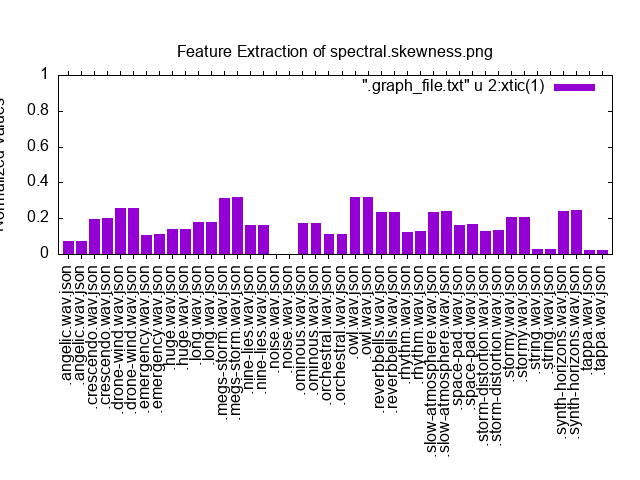 Feature Extraction of spectral.skewness.png
".graph_file.txt" u 2:xtic(1)
1
0.8
0.6
0.4
0.2
0
Normalized Values
.angelic.wav.json
.angelic.wav.json
.crescendo.wav.json
.crescendo.wav.json
.drone-wind.wav.json
.drone-wind.wav.json
.emergency.wav.json
.emergency.wav.json
.huge.wav.json
.huge.wav.json
.long.wav.json
.long.wav.json
.megs-storm.wav.json
.megs-storm.wav.json
.nine-lies.wav.json
.nine-lies.wav.json
.noise.wav.json
.noise.wav.json
.ominous.wav.json
.ominous.wav.json
.orchestral.wav.json
.orchestral.wav.json
.owl.wav.json
.owl.wav.json
.reverbbells.wav.json
.reverbells.wav.json
.rhythm.wav.json
.rhythm.wav.json
.slow-atmosphere.wav.json
.slow-atmosphere.wav.json
.space-pad.wav.json
.space-pad.wav.json
.storm-distortion.wav.json
.storm-distortion.wav.json
.stormy.wav.json
.stormy.wav.json
.string.wav.json
.string.wav.json
.synth-horizons.wav.json
.synth-horizons.wav.json
.tappa.wav.json
.tappa.wav.json